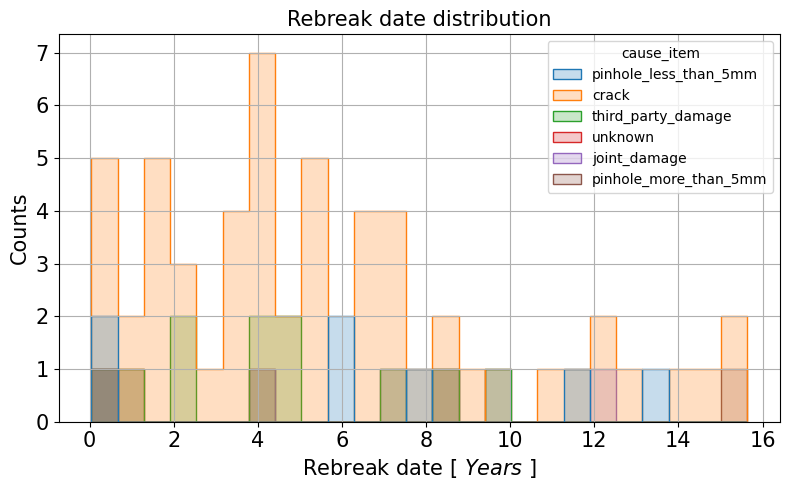 Rebreak date distribution
Counts
7
6
5
4
3
2
1
0
cause_item
pinhole_less_than_5mm
crack
third_party_damage
unknown
joint_damage
pinhole_more_than_5mm
0 2 4 6 8 10 12 14 16
Rebreak date [ Years ]